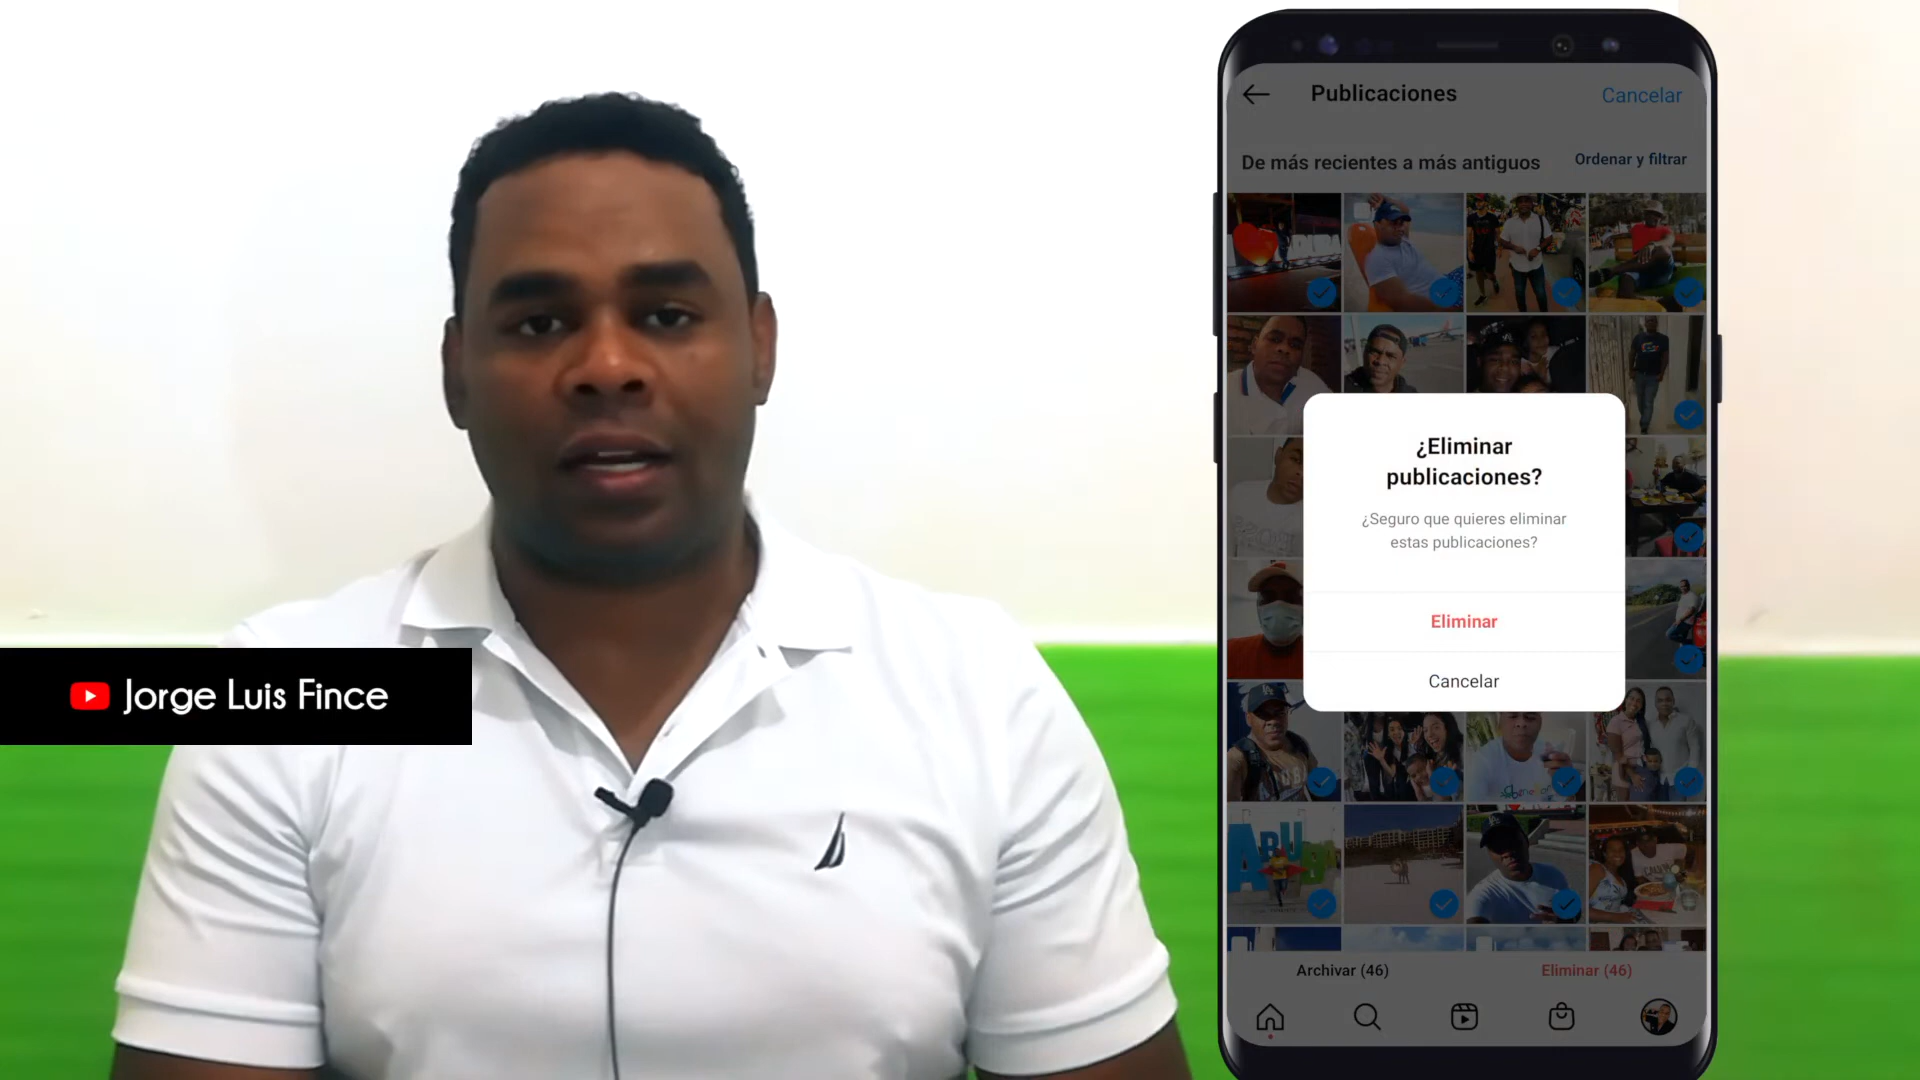 Publicaciones
Cancelar
De más recientes a más antiguos
Ordenar y filtrar
¿Eliminar
publicaciones?
¿Seguro que quieres eliminar
estas publicaciones?
Eliminar
Cancelar
Jorge Luis Fince
ABU
Archivar (46)
Eliminar (46)